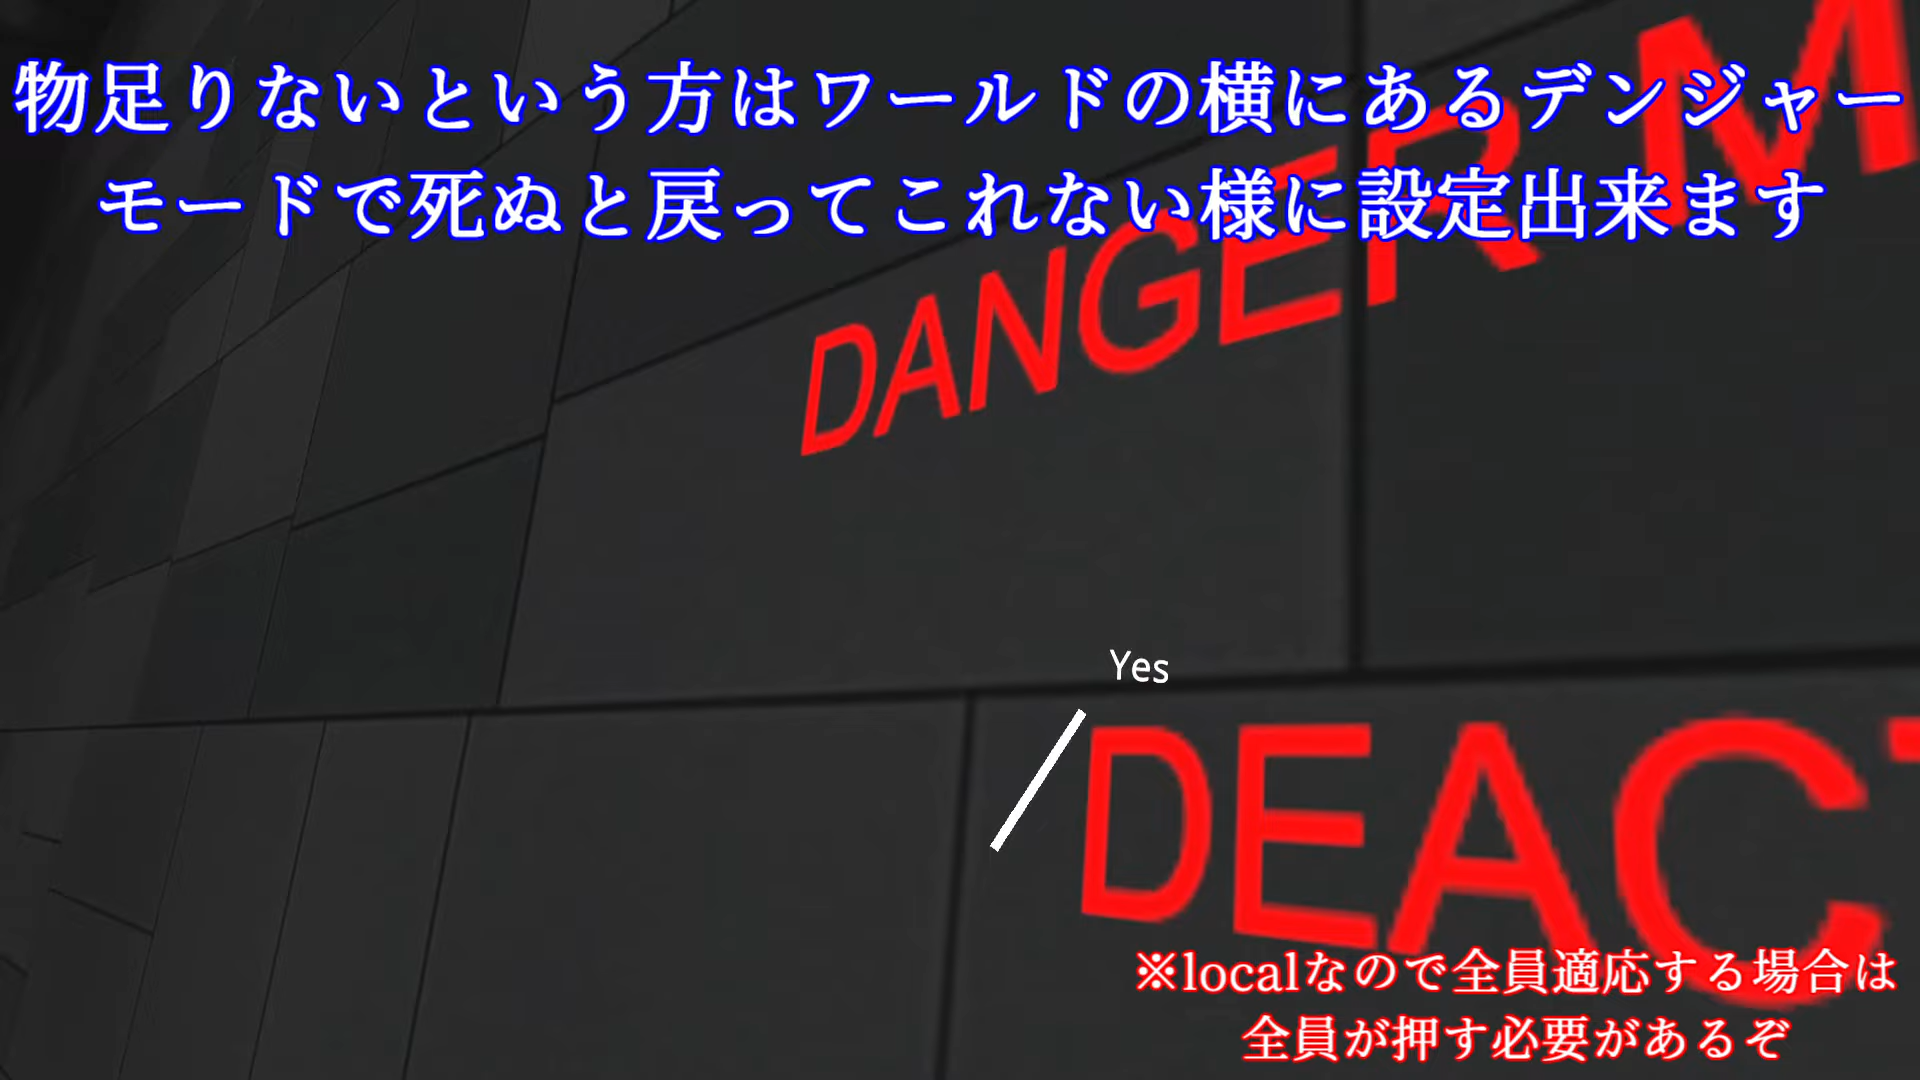 物足りないという方はワールドの横にあるデンジャー
モードで死ぬと戻ってこれない様に設定出来ます
DANGER M
Yes
DEAC
※localなので全員適応する場合は
全員が押す必要があるぞ